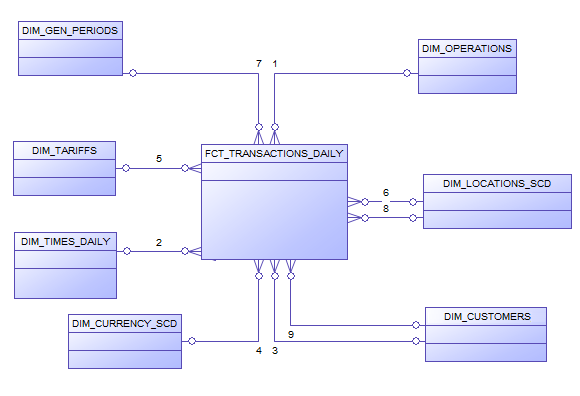 DIM_GEN_PERIODS
DIM_OPERATIONS
7
1
DIM_TARIFFS
5
FCT_TRANSACTIONS_DAILY
DIM_LOCATIONS_SCD
6
8
DIM_TIMES_DAILY
2
DIM_CURRENCY_SCD
DIM_CUSTOMERS
9
4
3